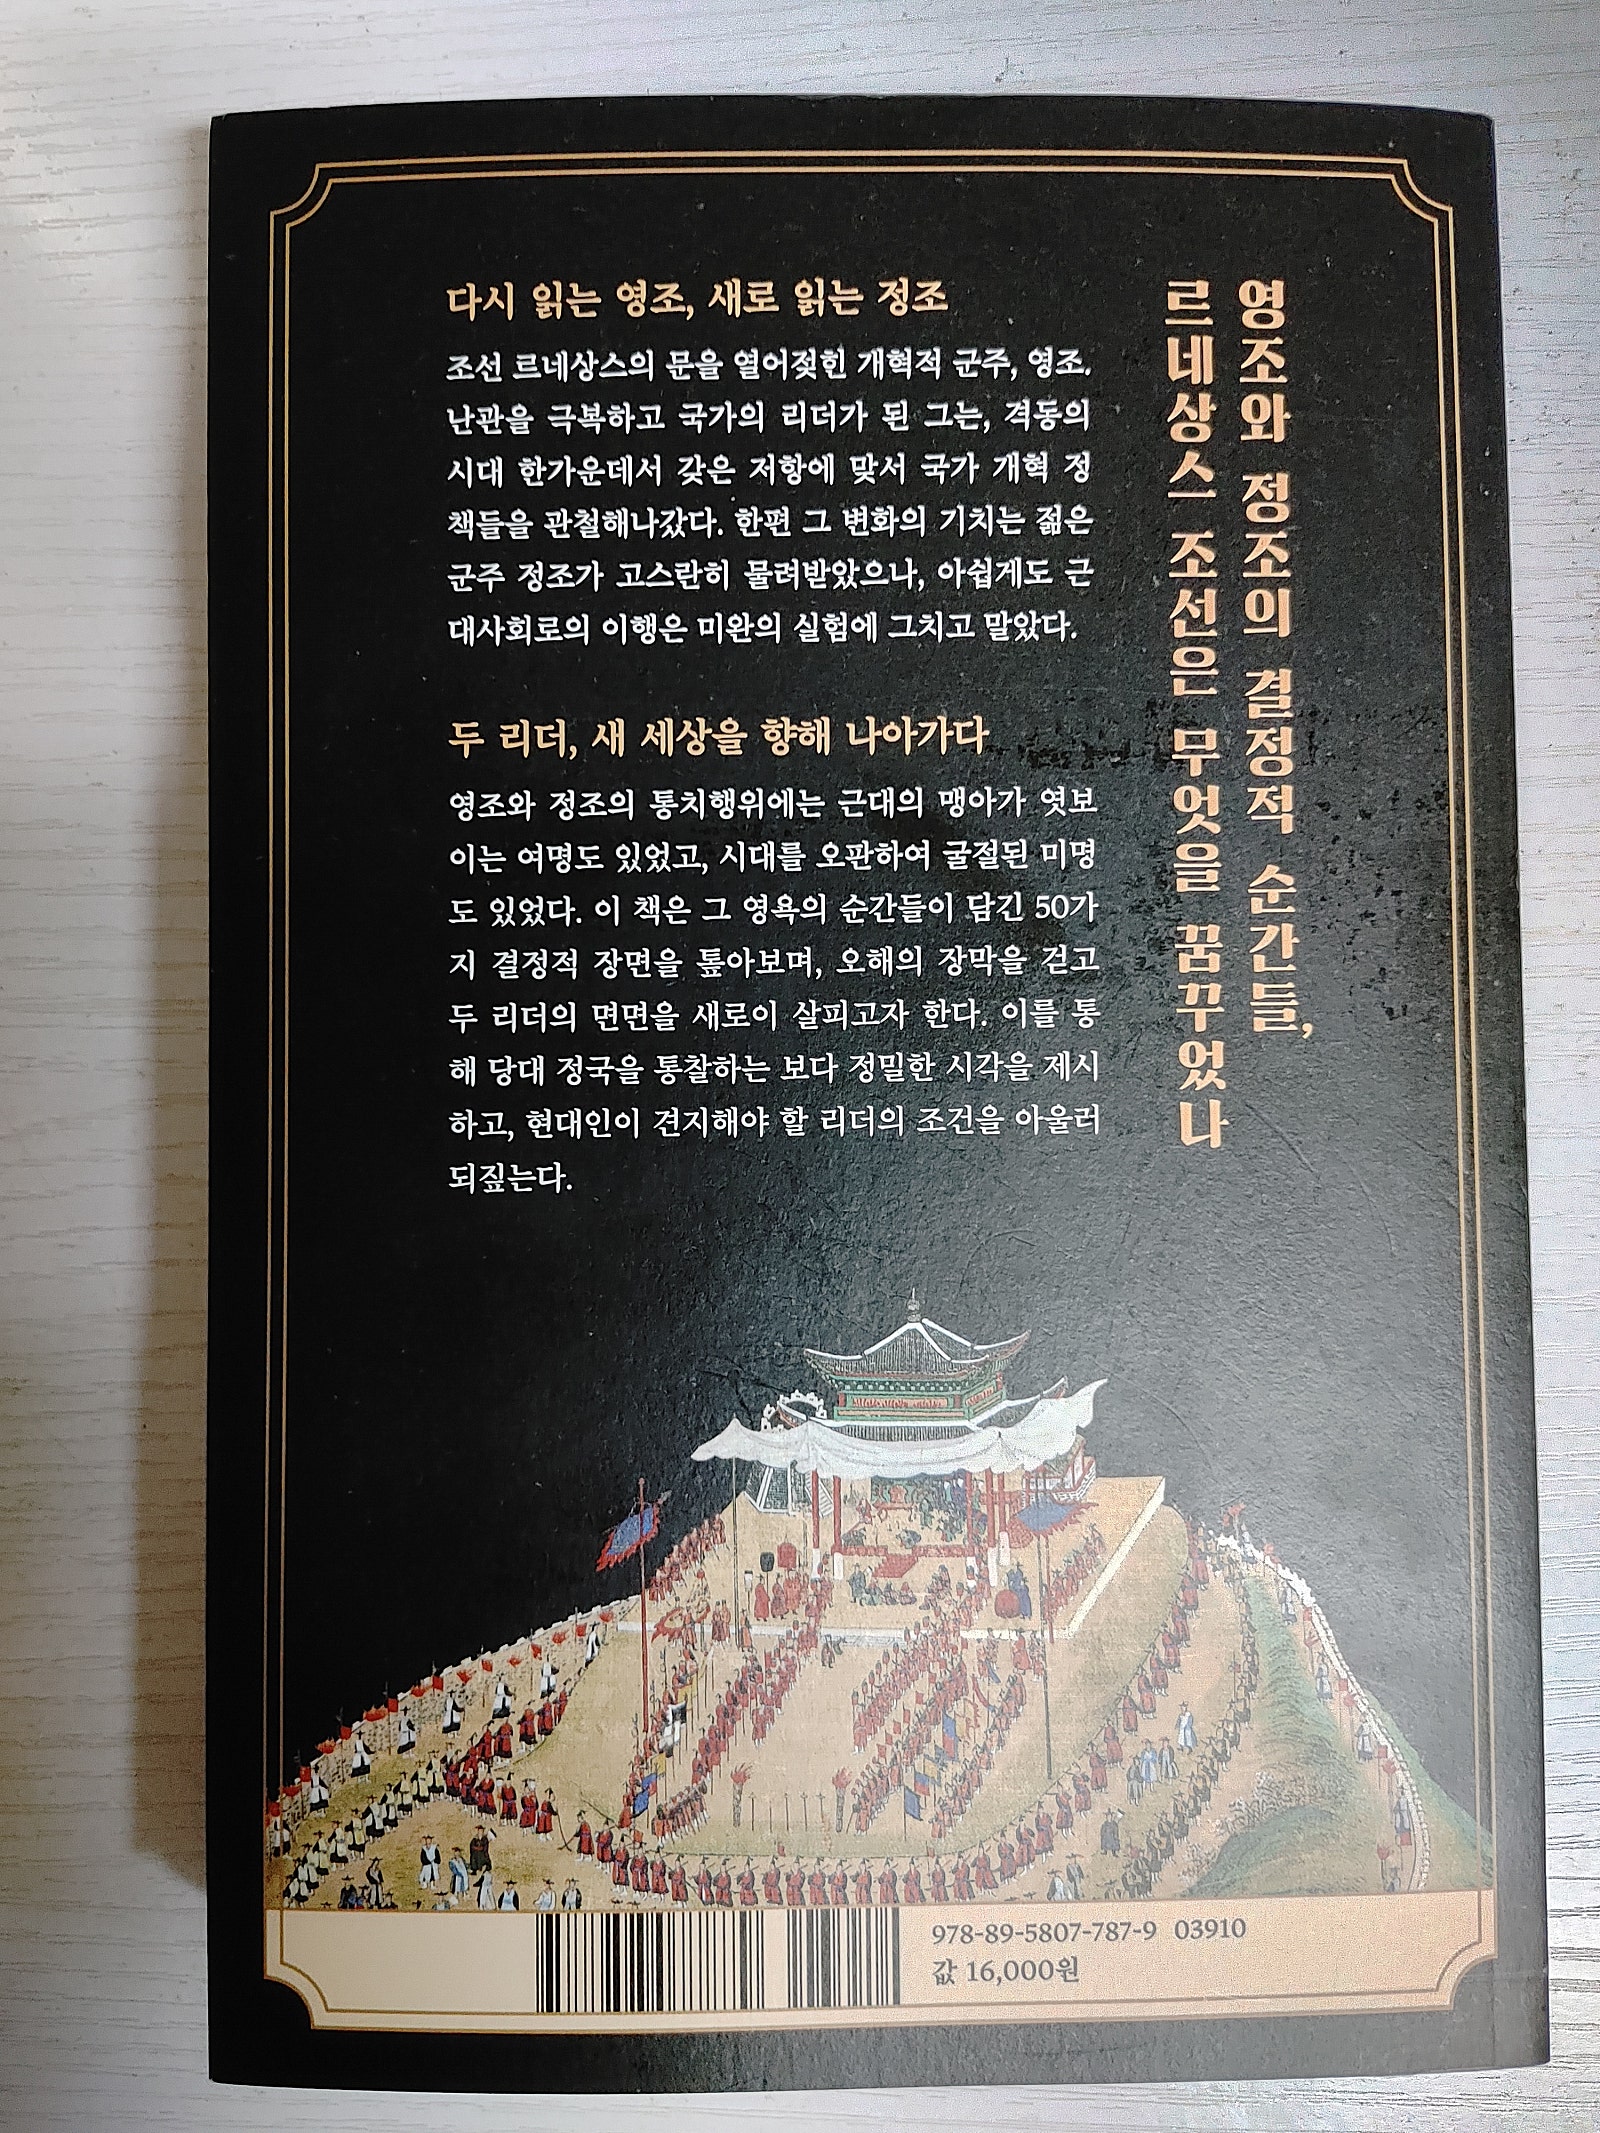 영조와 정조의 결정적 순간들,
르네상스 조선은 무엇을 꿈꾸었나
다시 읽는 영조, 새로 읽는 정조
조선 르네상스의 문을 열어젖힌 개혁적 군주, 영조.
난관을 극복하고 국가의 리더가 된 그는, 격동의
시대 한가운데서 갖은 저항에 맞서 국가 개혁 정
책들을 관철해나갔다. 한편 그 변화의 기치는 젊은
군주 정조가 고스란히 물려받았으나, 아쉽게도 근
대사회로의 이행은 미완의 실험에 그치고 말았다.
두 리더, 새 세상을 향해 나아가다
영조와 정조의 통치행위에는 근대의 맹아가 엿보
이는 여명도 있었고, 시대를 오판하여 굴절된 미명
도 있었다. 이 책은 그 영욕의 순간들이 담긴 50가
지 결정적 장면을 톺아보며, 오해의 장막을 걷고
두 리더의 면면을 새로이 살피고자 한다. 이를 통
해 당대 정국을 통찰하는 보다 정밀한 시각을 제시
하고, 현대인이 견지해야 할 리더의 조건을 아울러
되짚는다.
978-89-5807-787-9 03910
값 16,000원